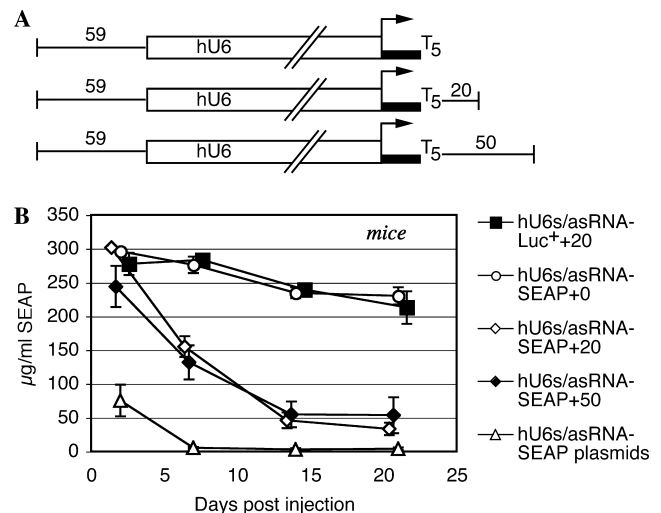 A
59
hU6
T5
59
hU6
T5
20
59
hU6
T5
50
B
350
300
250
200
150
100
50
0
µg/ml SEAP
mice
0
5
10
15
20
25
Days post injection
hU6s/asRNA-
Luc++20
hU6s/asRNA-
SEAP+0
hU6s/asRNA-
SEAP+20
hU6s/asRNA-
SEAP+50
hU6s/asRNA-
SEAP plasmids